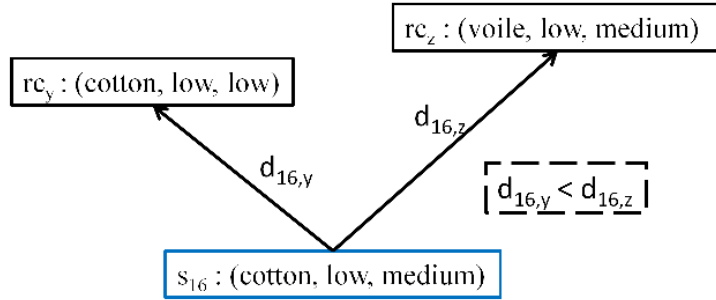 rc_z : (voile, low, medium)
rc_y : (cotton, low, low)
d_16,z
d_16,y
d_16,y < d_16,z
s_16 : (cotton, low, medium)